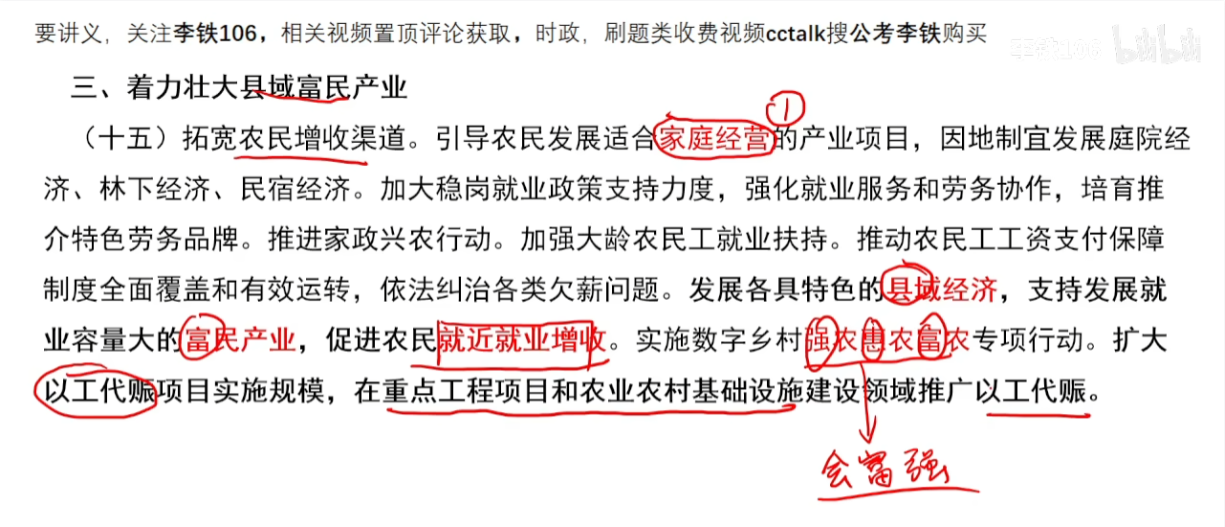 要讲义，关注李铁106，相关视频置顶评论获取，时政，刷题类收费视频cctalk搜公考李铁购买
李铁106 bilibili
三、着力壮大县域富民产业
①
（十五）拓宽农民增收渠道。引导农民发展适合家庭经营的产业项目，因地制宜发展庭院经
济、林下经济、民宿经济。加大稳岗就业政策支持力度，强化就业服务和劳务协作，培育推
介特色劳务品牌。推进家政兴农行动。加强大龄农民工就业扶持。推动农民工工资支付保障
制度全面覆盖和有效运转，依法纠治各类欠薪问题。发展各具特色的县域经济，支持发展就
业容量大的富民产业，促进农民就近就业增收。实施数字乡村强农惠农富农专项行动。扩大
以工代赈项目实施规模，在重点工程项目和农业农村基础设施建设领域推广以工代赈。
会富强